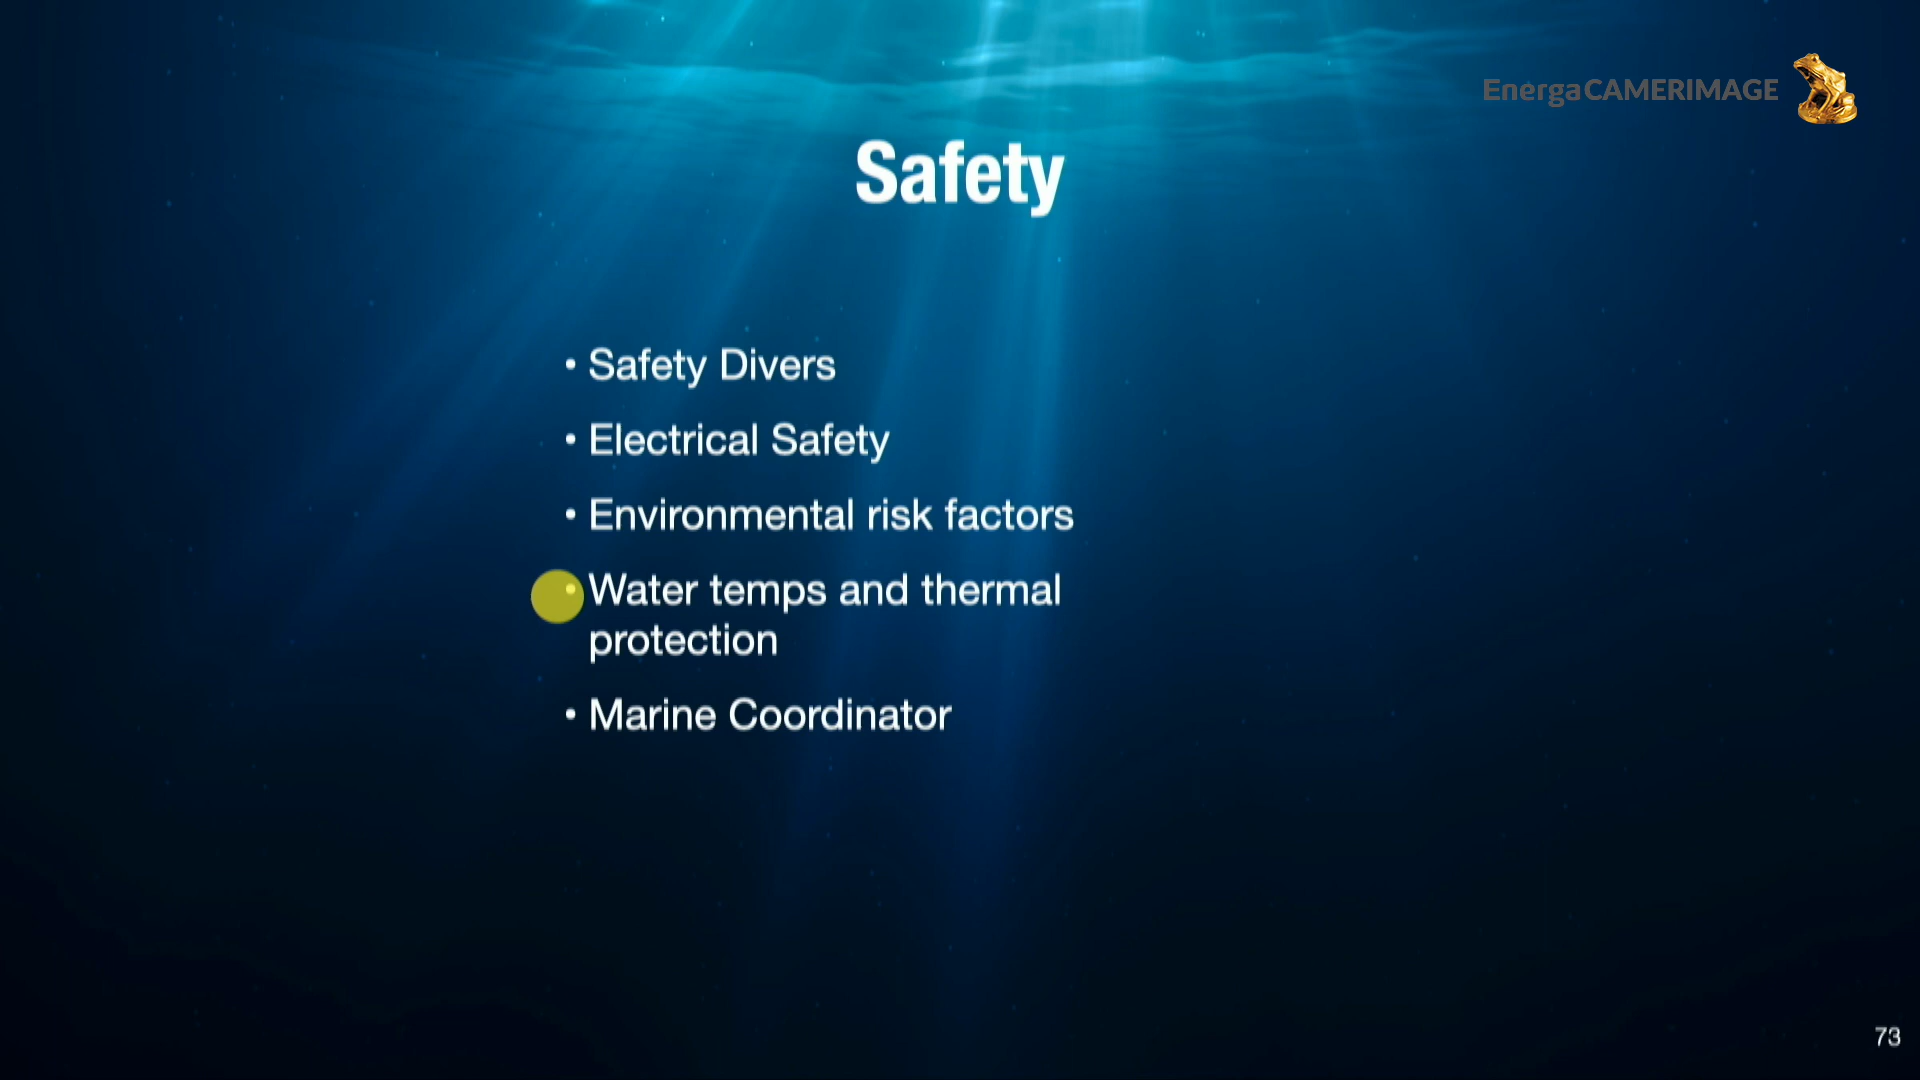 EnergaCAMERIMAGE
Safety
• Safety Divers
• Electrical Safety
• Environmental risk factors
• Water temps and thermal
protection
• Marine Coordinator
73